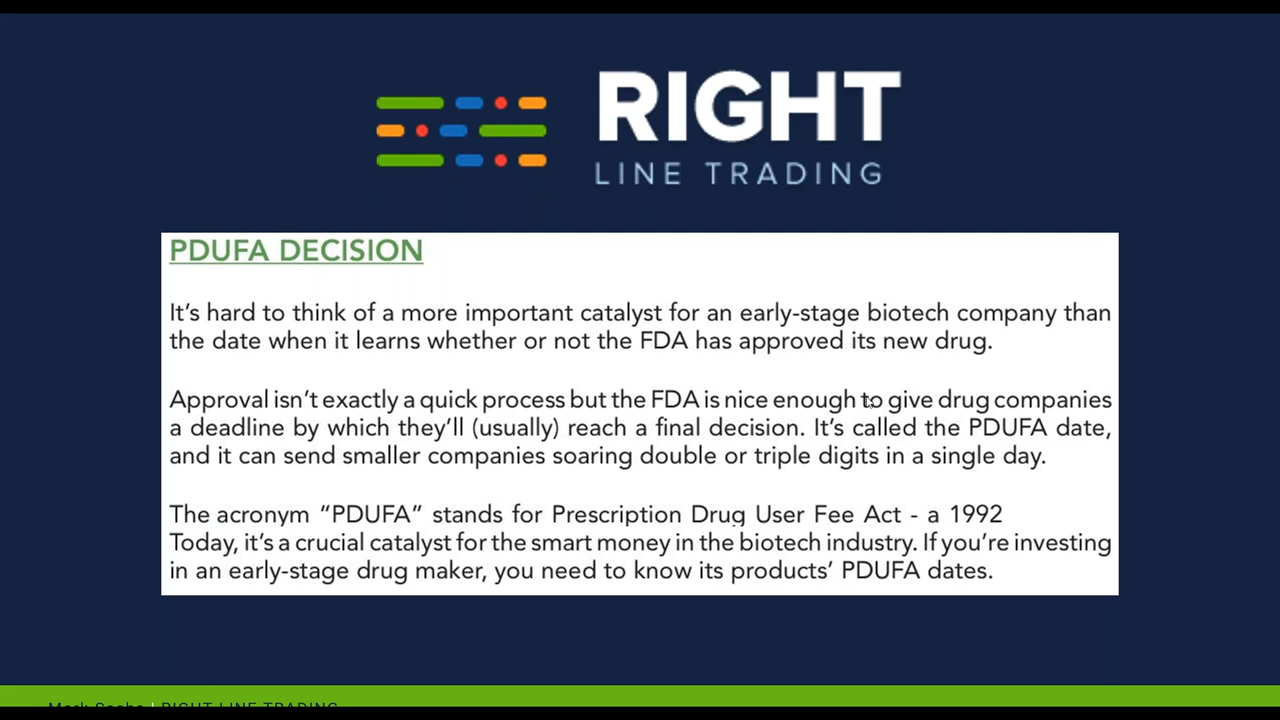 RIGHT
LINE TRADING
PDUFA DECISION
It's hard to think of a more important catalyst for an early-stage biotech company than
the date when it learns whether or not the FDA has approved its new drug.
Approval isn't exactly a quick process but the FDA is nice enough to give drug companies
a deadline by which they'll (usually) reach a final decision. It's called the PDUFA date,
and it can send smaller companies soaring double or triple digits in a single day.
The acronym “PDUFA” stands for Prescription Drug User Fee Act - a 1992
Today, it's a crucial catalyst for the smart money in the biotech industry. If you're investing
in an early-stage drug maker, you need to know its products' PDUFA dates.
| RIGHT LINE TRADING